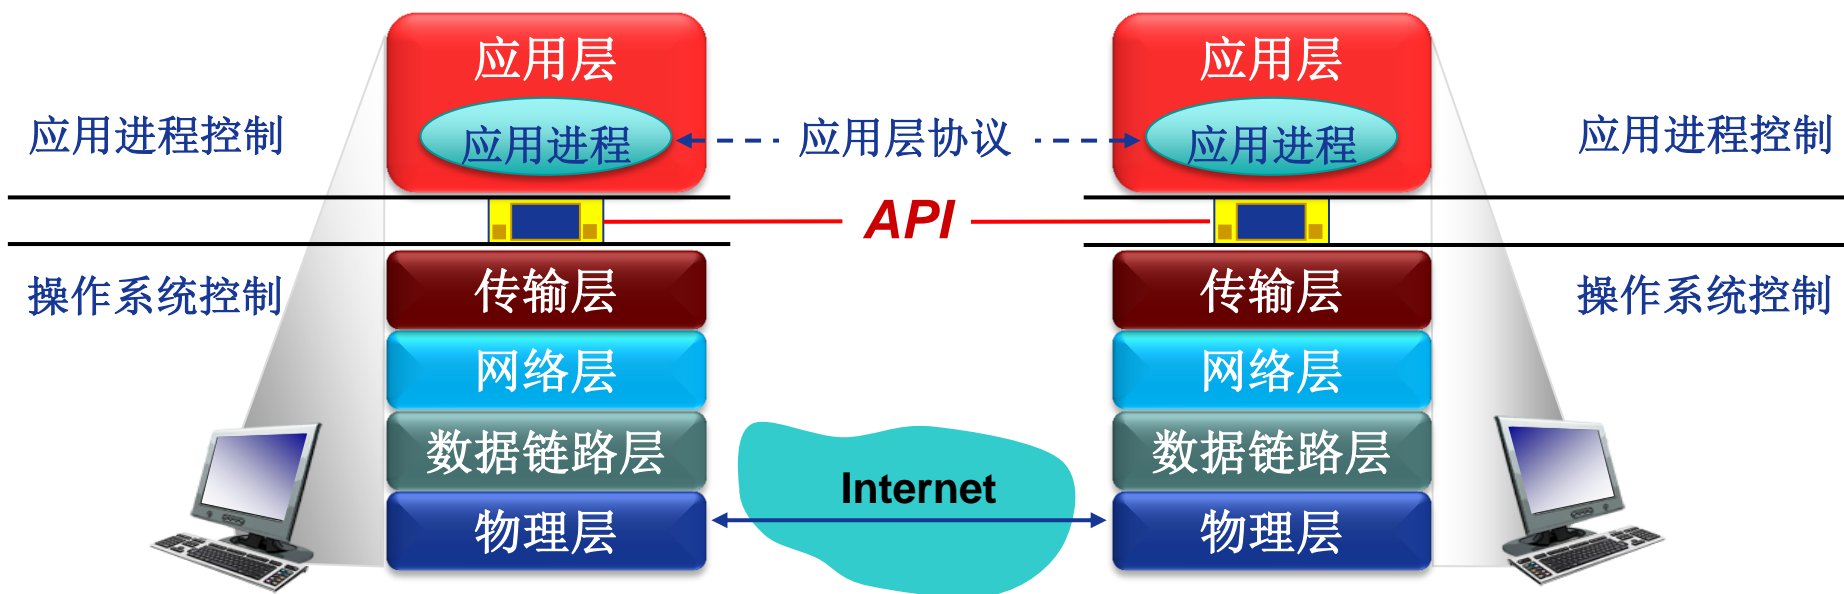 应用层
应用层
应用进程控制
应用进程
应用层协议
应用进程
应用进程控制
API
操作系统控制
传输层
传输层
操作系统控制
网络层
网络层
数据链路层
数据链路层
Internet
物理层
物理层